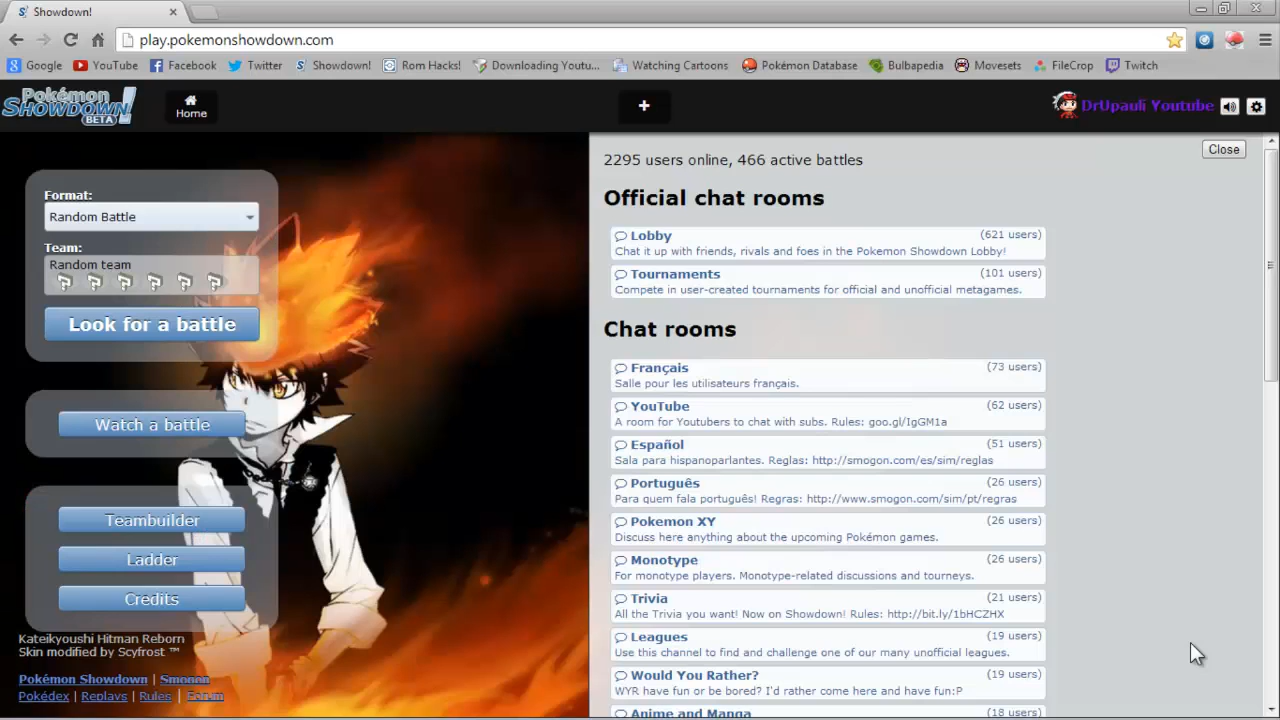 Showdown!
play.pokemonshowdown.com
Google YouTube Facebook Twitter Showdown! Rom Hacks! Downloading Youtu... Watching Cartoons Pokémon Database Bulbapedia Movesets FileCrop Twitch
Pokémon
SHOWDOWN!
BETA
Home
DrUpauli Youtube
Format:
Random Battle
Team:
Random team
Look for a battle
Watch a battle
Teambuilder
Ladder
Credits
Kateikyoushi Hitman Reborn
Skin modified by Scyfrost ™
Pokémon Showdown | Smogon
Pokédex | Replays | Rules | Forum
Close
2295 users online, 466 active battles
Official chat rooms
Lobby (621 users)
Chat it up with friends, rivals and foes in the Pokemon Showdown Lobby!
Tournaments (101 users)
Compete in user-created tournaments for official and unofficial metagames.
Chat rooms
Français (73 users)
Salle pour les utilisateurs français.
YouTube (62 users)
A room for Youtubers to chat with subs. Rules: goo.gl/IgGM1a
Español (51 users)
Sala para hispanoparlantes. Reglas: http://smogon.com/es/sim/reglas
Português (26 users)
Para quem fala português! Regras: http://www.smogon.com/sim/pt/regras
Pokemon XY (26 users)
Discuss here anything about the upcoming Pokémon games.
Monotype (26 users)
For monotype players. Monotype-related discussions and tourneys.
Trivia (21 users)
All the Trivia you want! Now on Showdown! Rules: http://bit.ly/1bHCZHX
Leagues (19 users)
Use this channel to find and challenge one of our many unofficial leagues.
Would You Rather? (19 users)
WYR have fun or be bored? I'd rather come here and have fun:P
Anime and Manga (18 users)